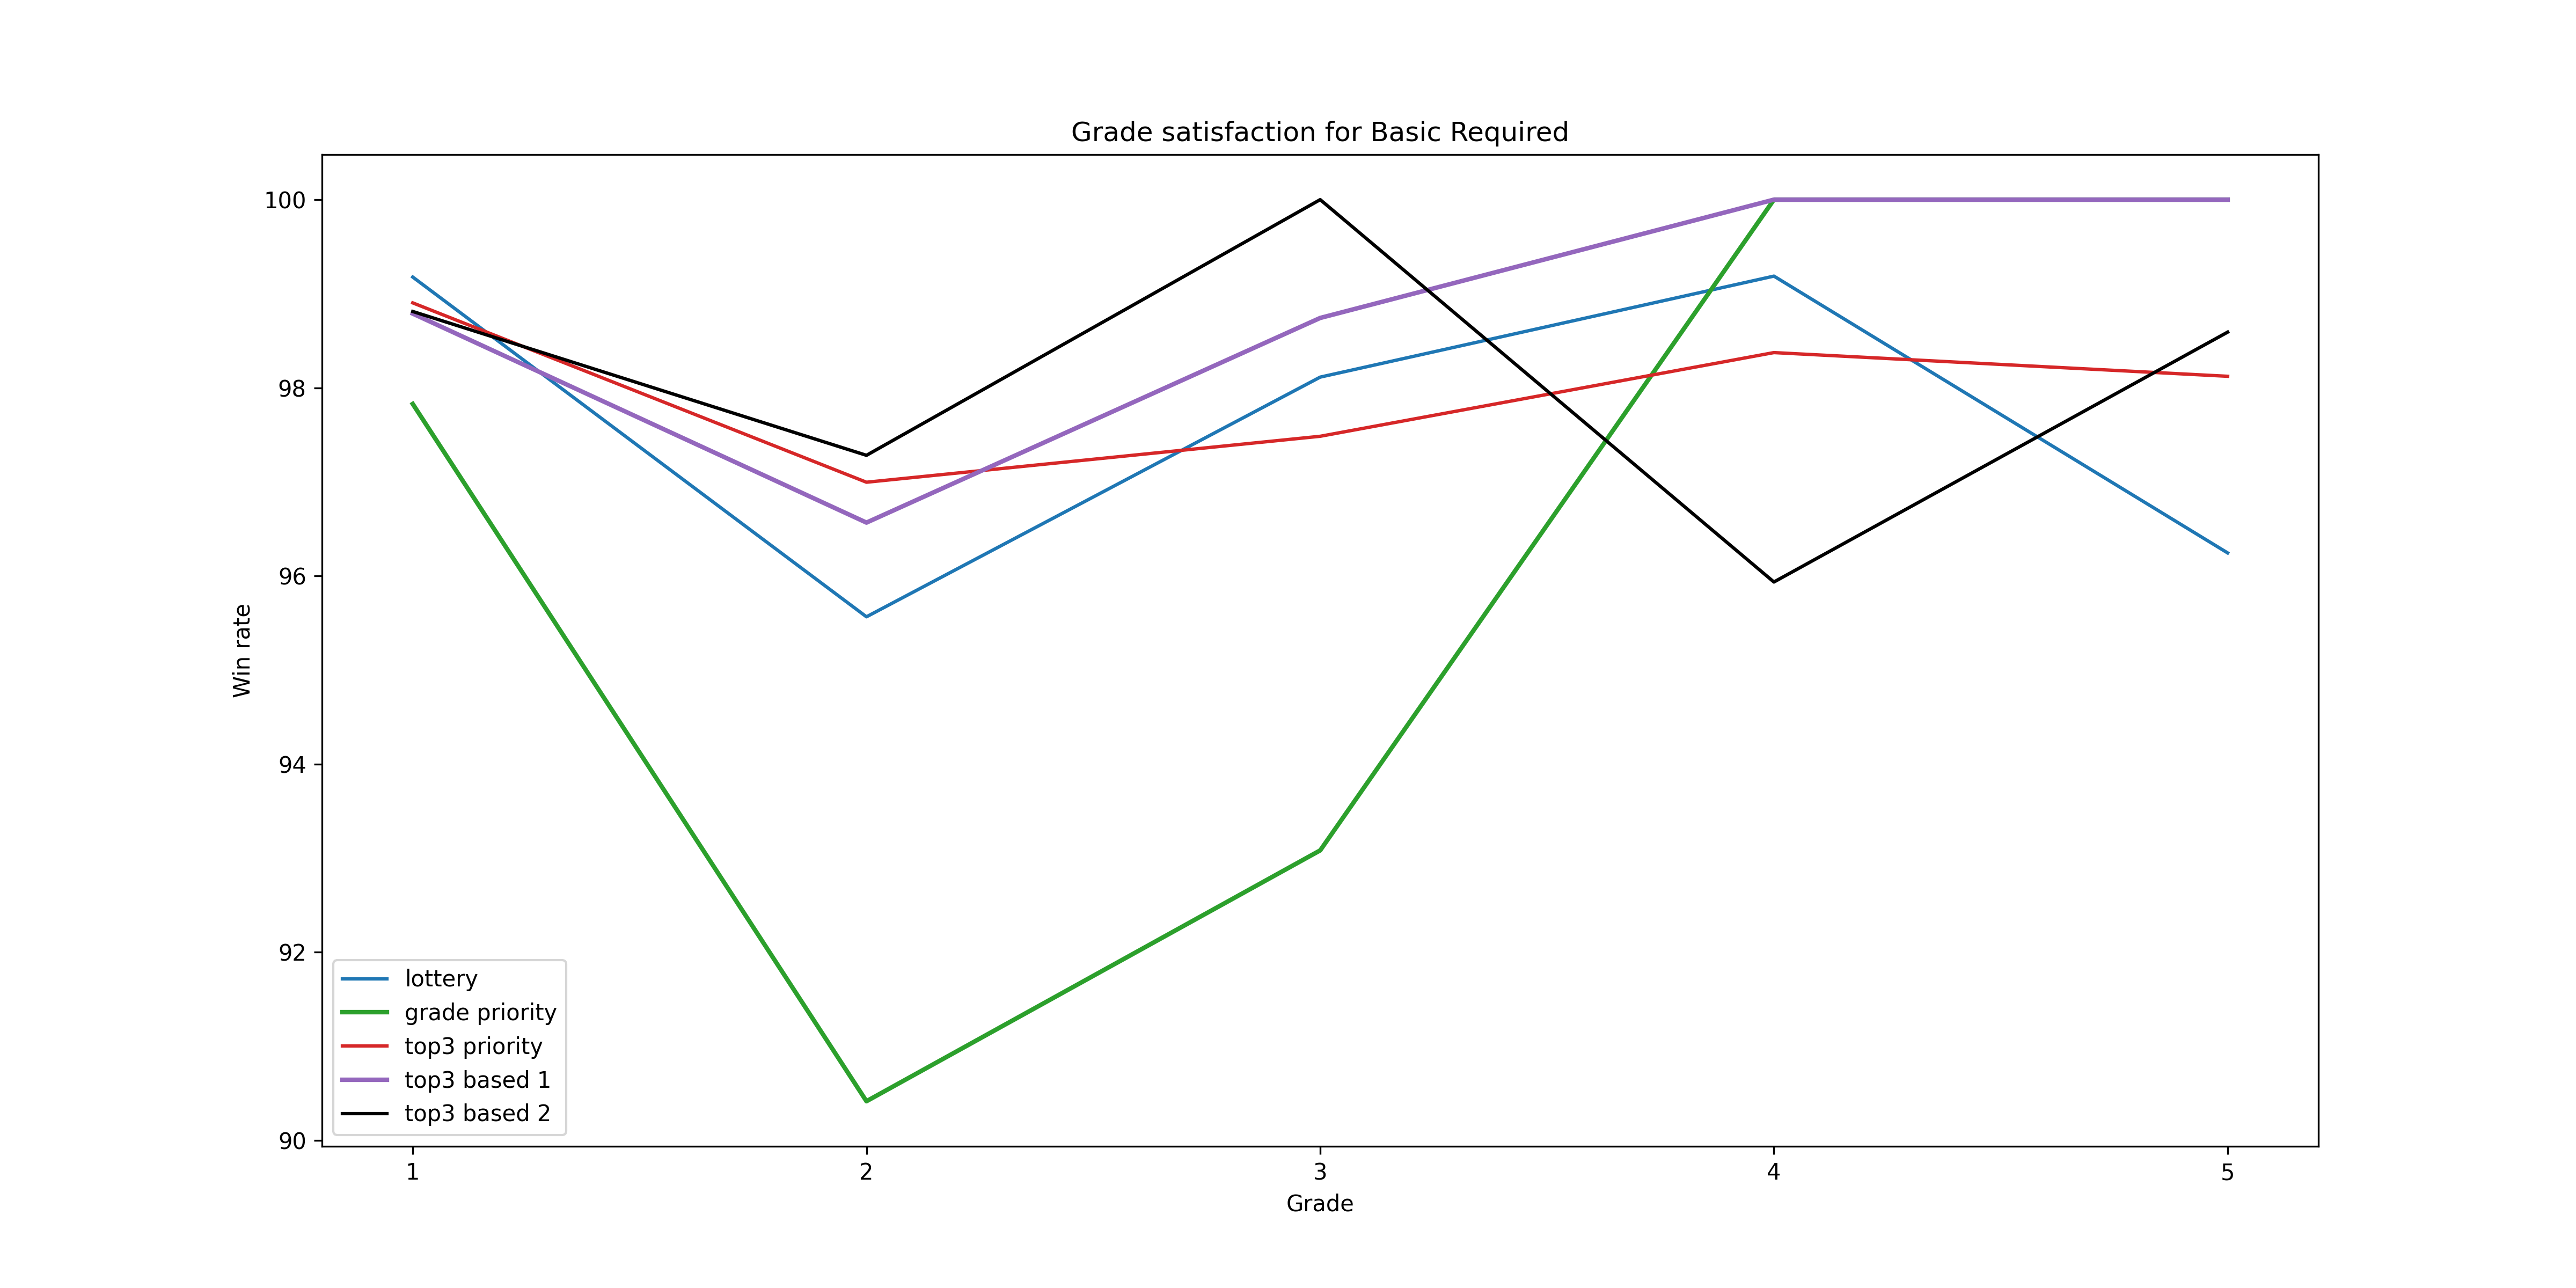 Grade satisfaction for Basic Required
Win rate
100
98
96
94
92
90
lottery
grade priority
top3 priority
top3 based 1
top3 based 2
1 2 3 4 5
Grade